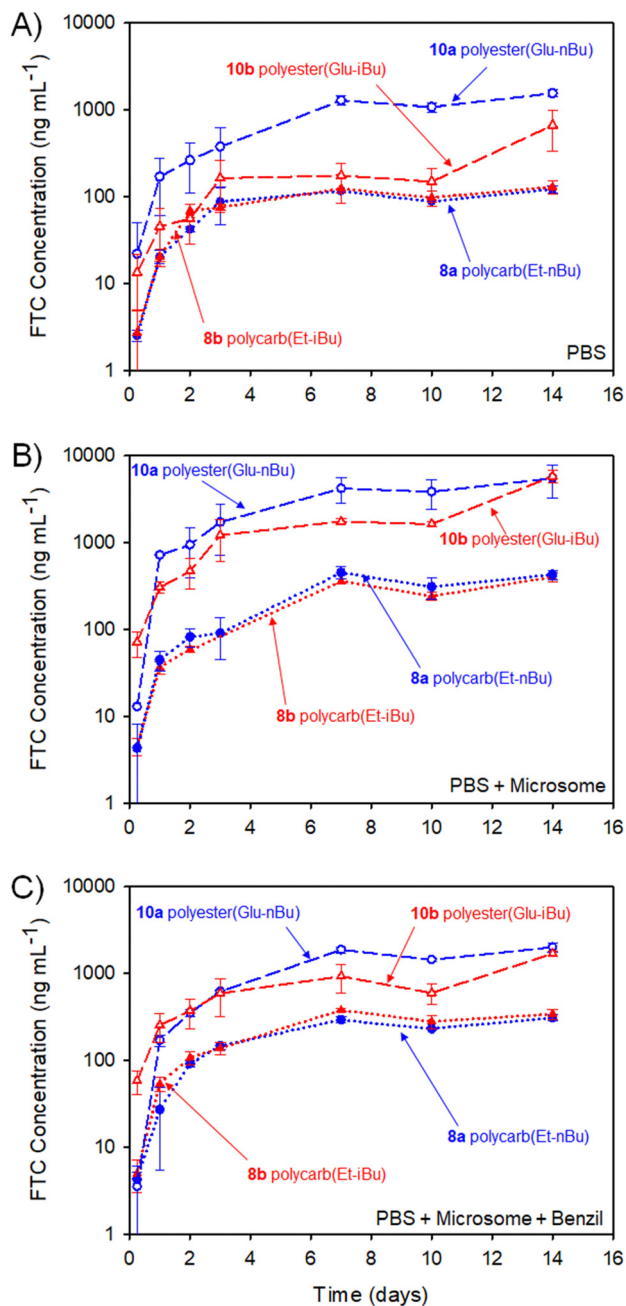 A)
10000
1000
100
10
1
FTC Concentration (ng mL⁻¹)
10b polyester(Glu-iBu)
10a polyester(Glu-nBu)
8a polycarb(Et-nBu)
8b polycarb(Et-iBu)
PBS
0 2 4 6 8 10 12 14 16
B)
10000
1000
100
10
1
FTC Concentration (ng mL⁻¹)
10a polyester(Glu-nBu)
10b polyester(Glu-iBu)
8a polycarb(Et-nBu)
8b polycarb(Et-iBu)
PBS + Microsome
0 2 4 6 8 10 12 14 16
C)
10000
1000
100
10
1
FTC Concentration (ng mL⁻¹)
10a polyester(Glu-nBu)
10b polyester(Glu-iBu)
8a polycarb(Et-nBu)
8b polycarb(Et-iBu)
PBS + Microsome + Benzil
0 2 4 6 8 10 12 14 16
Time (days)